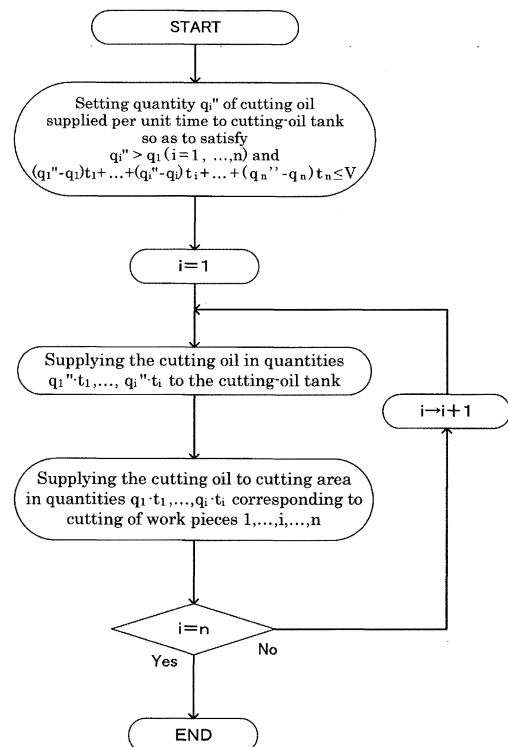 START
Setting quantity qi" of cutting oil
supplied per unit time to cutting-oil tank
so as to satisfy
qi" > q1 (i=1, ...,n) and
(q1"-q1)t1+...+(qi"-qi)ti+...+(qn''-qn)tn≤V
i=1
Supplying the cutting oil in quantities
q1"·t1,..., qi"·ti to the cutting-oil tank
i→i+1
Supplying the cutting oil to cutting area
in quantities q1·t1,...,qi·ti corresponding to
cutting of work pieces 1,...,i,...,n
i=n
No
Yes
END